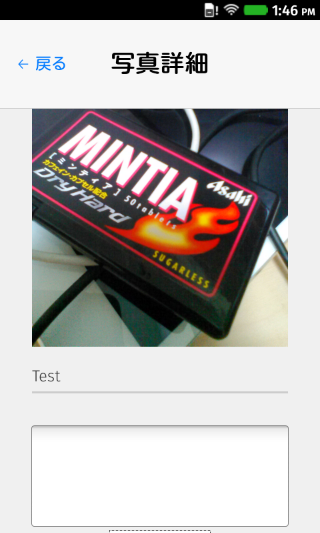 1:46 PM
← 戻る
写真詳細
Asahi
MINTIA
[ミンティア] 50tablets
カフェイン・カプセル配合
DryHard
SUGARLESS
Test